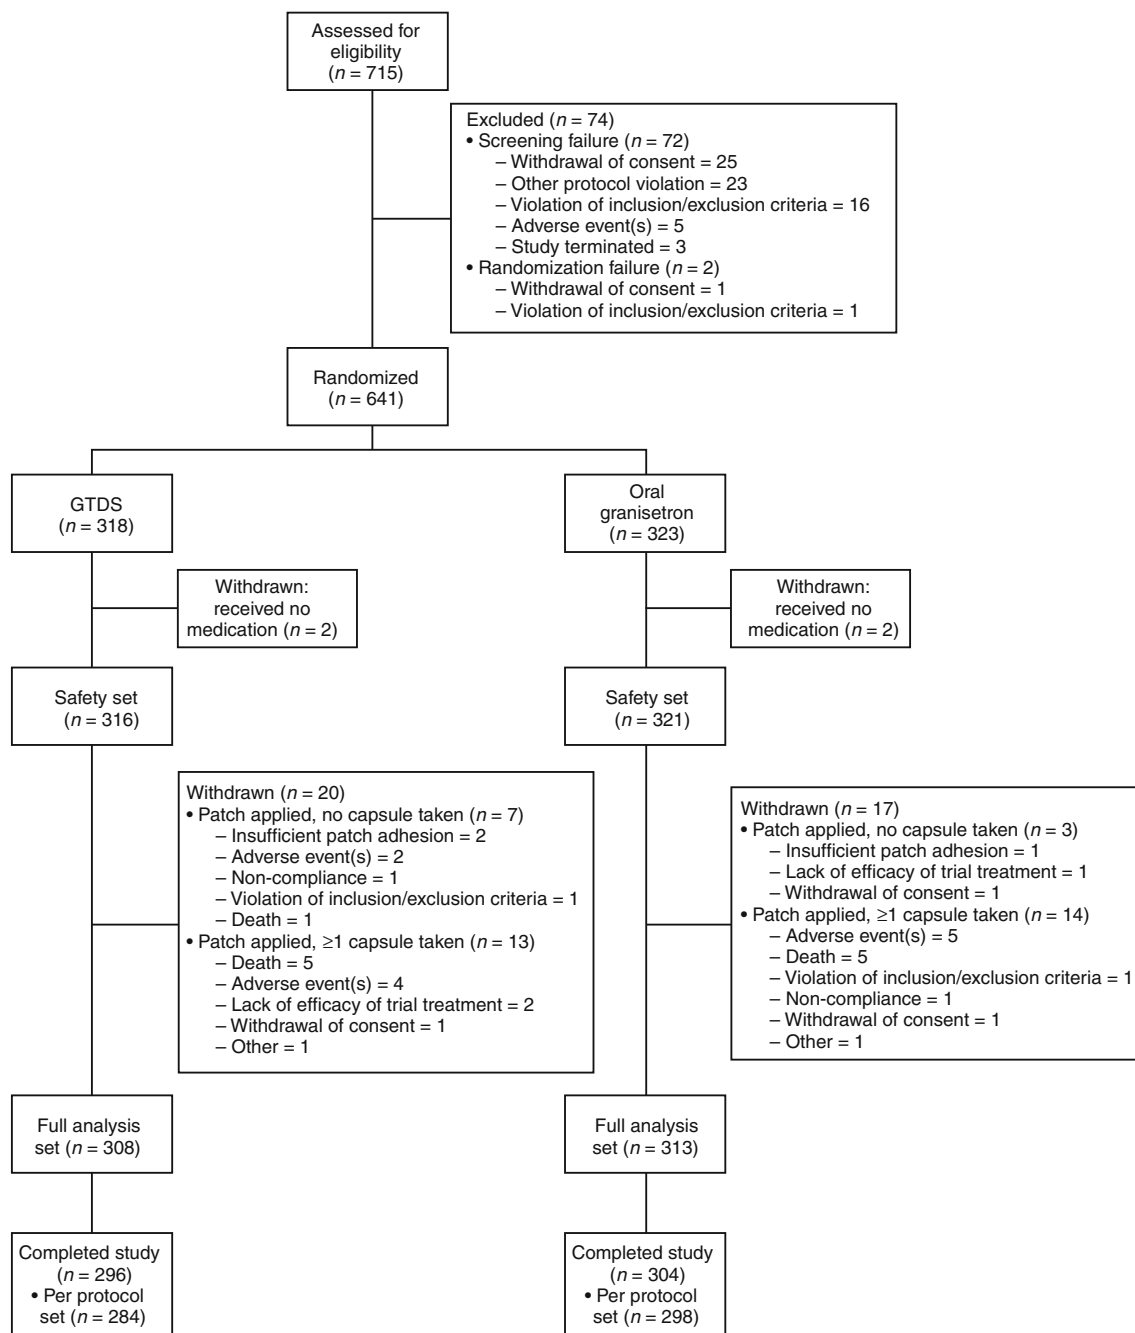 Assessed for
eligibility
(n = 715)
Excluded (n = 74)
• Screening failure (n = 72)
– Withdrawal of consent = 25
– Other protocol violation = 23
– Violation of inclusion/exclusion criteria = 16
– Adverse event(s) = 5
– Study terminated = 3
• Randomization failure (n = 2)
– Withdrawal of consent = 1
– Violation of inclusion/exclusion criteria = 1
Randomized
(n = 641)
GTDS
(n = 318)
Oral
granisetron
(n = 323)
Withdrawn:
received no
medication (n = 2)
Withdrawn:
received no
medication (n = 2)
Safety set
(n = 316)
Safety set
(n = 321)
Withdrawn (n = 20)
• Patch applied, no capsule taken (n = 7)
– Insufficient patch adhesion = 2
– Adverse event(s) = 2
– Non-compliance = 1
– Violation of inclusion/exclusion criteria = 1
– Death = 1
• Patch applied, ≥1 capsule taken (n = 13)
– Death = 5
– Adverse event(s) = 4
– Lack of efficacy of trial treatment = 2
– Withdrawal of consent = 1
– Other = 1
Withdrawn (n = 17)
• Patch applied, no capsule taken (n = 3)
– Insufficient patch adhesion = 1
– Lack of efficacy of trial treatment = 1
– Withdrawal of consent = 1
• Patch applied, ≥1 capsule taken (n = 14)
– Adverse event(s) = 5
– Death = 5
– Violation of inclusion/exclusion criteria = 1
– Non-compliance = 1
– Withdrawal of consent = 1
– Other = 1
Full analysis
set (n = 308)
Full analysis
set (n = 313)
Completed study
(n = 296)
• Per protocol
set (n = 284)
Completed study
(n = 304)
• Per protocol
set (n = 298)